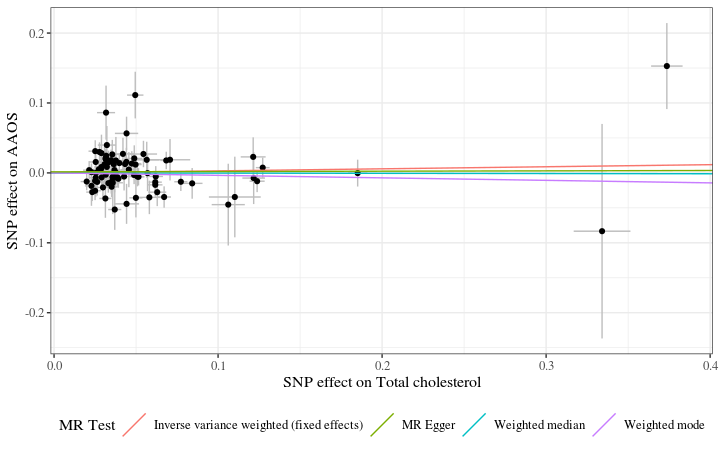 SNP effect on AAOS
0.2
0.1
0.0
-0.1
-0.2
0.0 0.1 0.2 0.3 0.4
SNP effect on Total cholesterol
MR Test Inverse variance weighted (fixed effects) MR Egger Weighted median Weighted mode